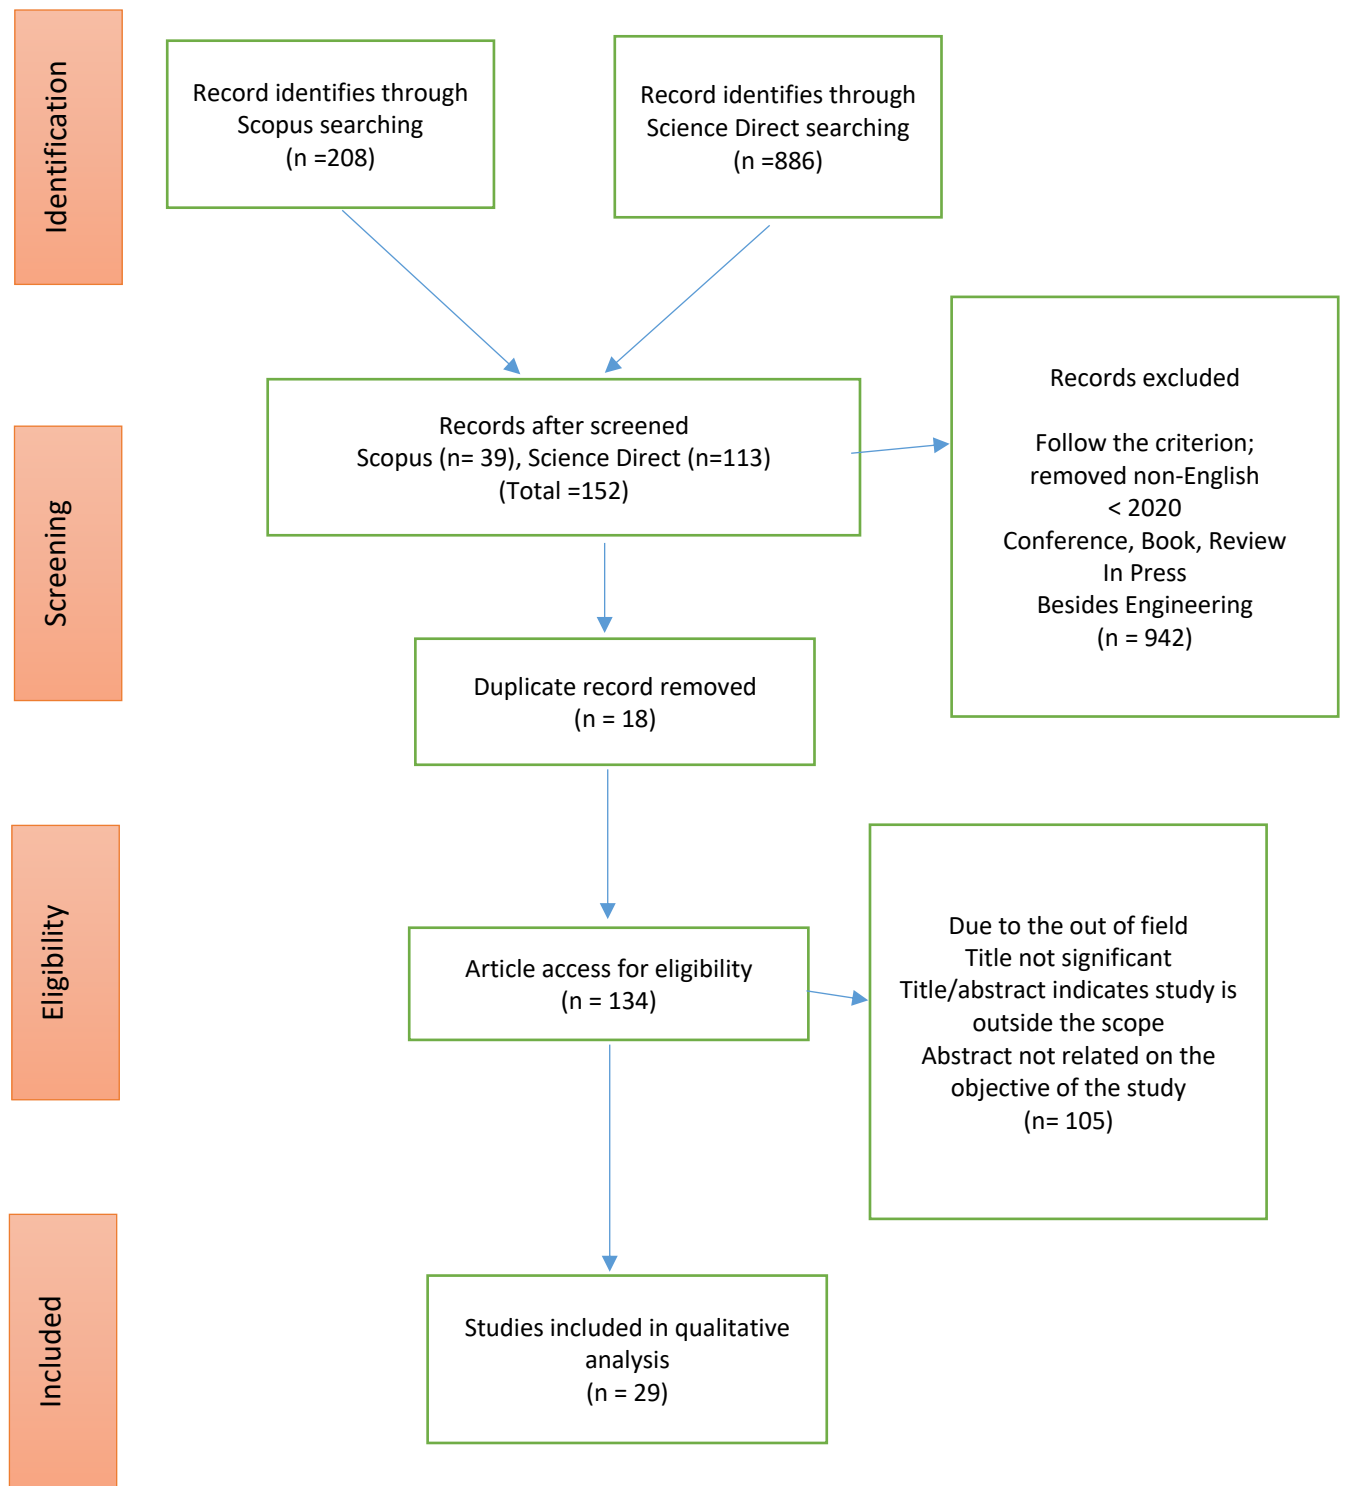 Identification
Record identifies through
Scopus searching
(n =208)
Record identifies through
Science Direct searching
(n =886)
Screening
Records after screened
Scopus (n= 39), Science Direct (n=113)
(Total =152)
Records excluded
Follow the criterion;
removed non-English
< 2020
Conference, Book, Review
In Press
Besides Engineering
(n = 942)
Duplicate record removed
(n = 18)
Eligibility
Article access for eligibility
(n = 134)
Due to the out of field
Title not significant
Title/abstract indicates study is
outside the scope
Abstract not related on the
objective of the study
(n= 105)
Included
Studies included in qualitative
analysis
(n = 29)